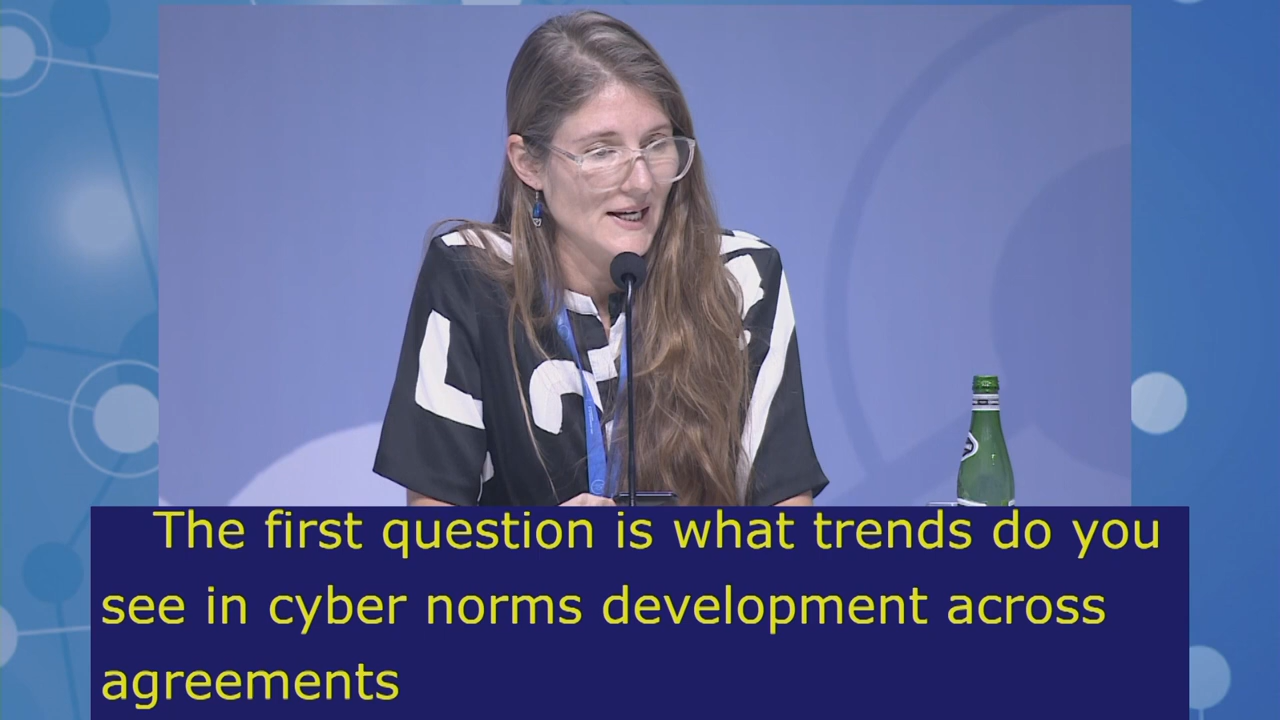 The first question is what trends do you
see in cyber norms development across
agreements